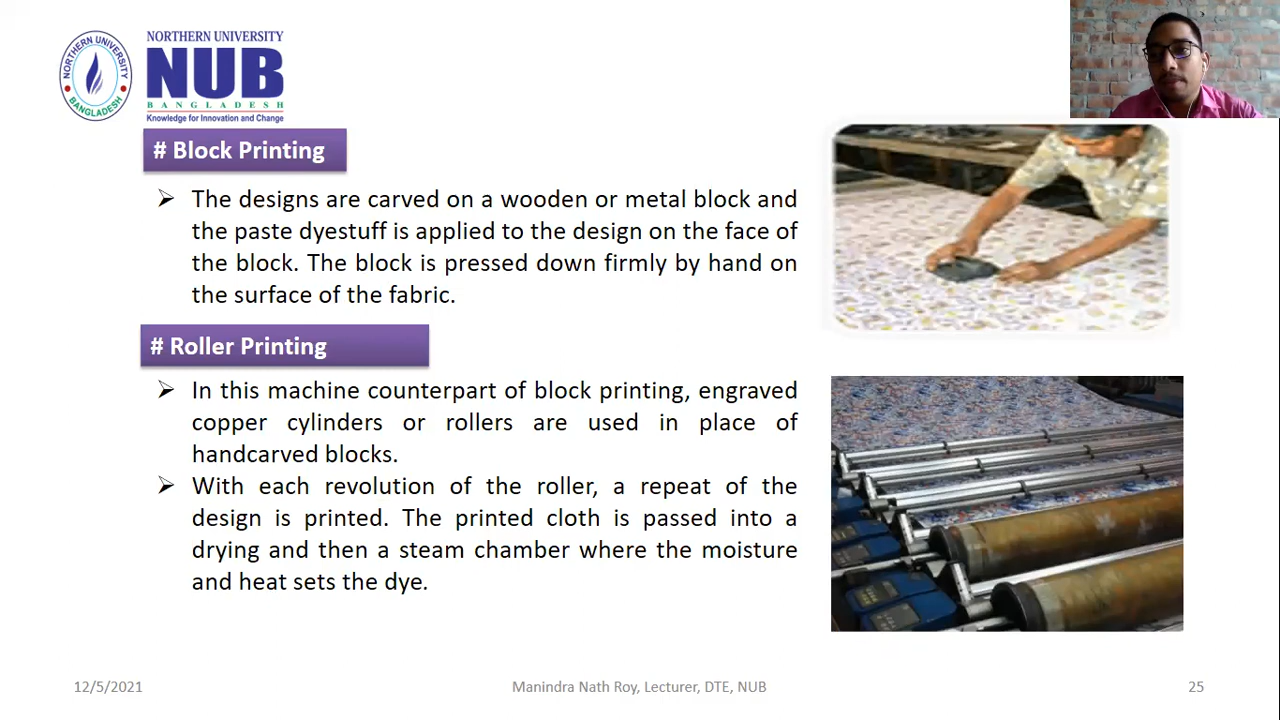 NORTHERN UNIVERSITY
BANGLADESH
NORTHERN UNIVERSITY
NUB
BANGLADESH
Knowledge for Innovation and Change
# Block Printing
➢ The designs are carved on a wooden or metal block and
the paste dyestuff is applied to the design on the face of
the block. The block is pressed down firmly by hand on
the surface of the fabric.
# Roller Printing
➢ In this machine counterpart of block printing, engraved
copper cylinders or rollers are used in place of
handcarved blocks.
➢ With each revolution of the roller, a repeat of the
design is printed. The printed cloth is passed into a
drying and then a steam chamber where the moisture
and heat sets the dye.
12/5/2021
Manindra Nath Roy, Lecturer, DTE, NUB
25